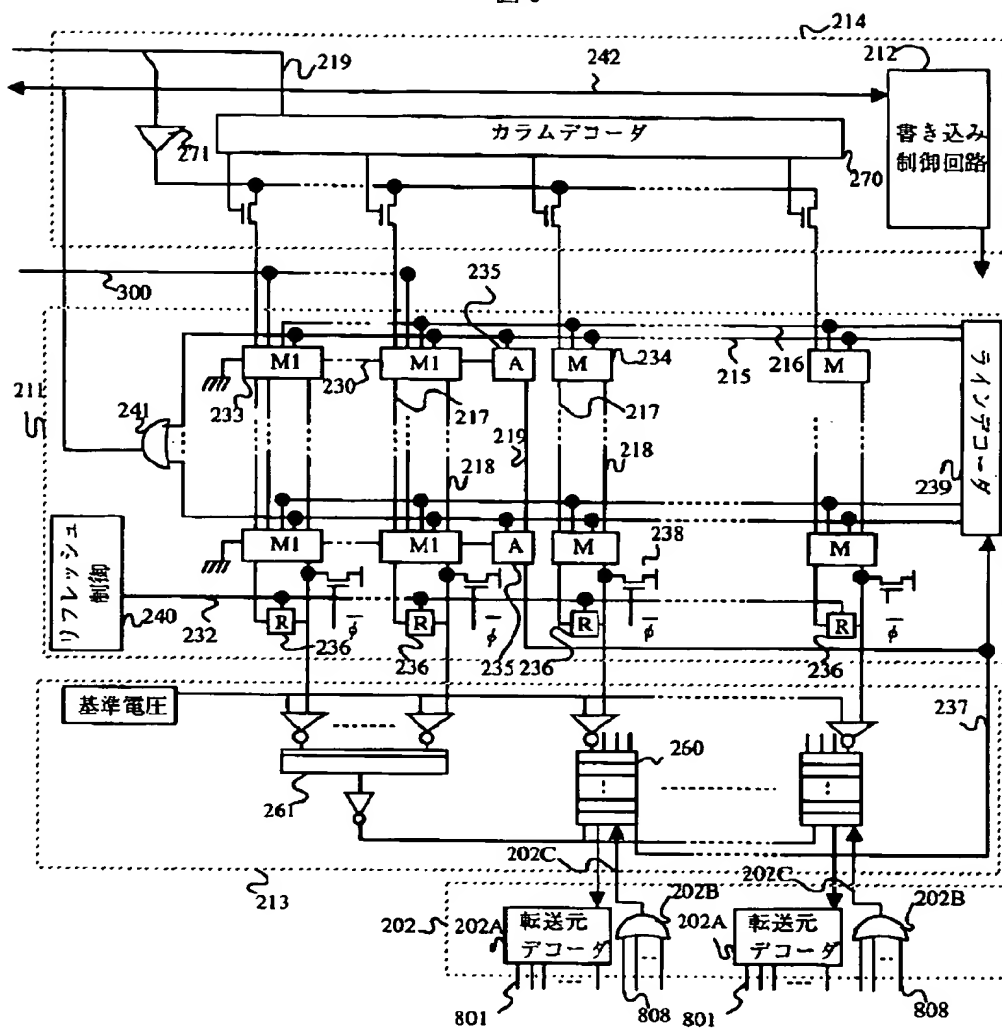 214
212
219
242
271
カラムデコーダ
270
書き込み
制御回路
300
235
M1
M1
A
M
234
M
216
215
211
233
230
217
217
241
219
218
218
ラインデコーダ
239
M1
M1
A
M
238
M
リフレッシュ
制御
240
232
R
R
R
R
φ
φ
φ
φ
236
236
235
236
236
基準電圧
237
260
261
202C
202C
202B
202B
213
202
202A
転送元
デコーダ
202A
転送元
デコーダ
801
808
801
808